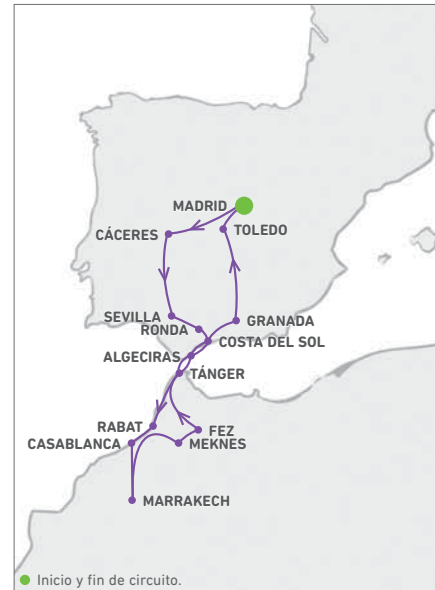 MADRID
TOLEDO
CÁCERES
SEVILLA
RONDA
GRANADA
COSTA DEL SOL
ALGECIRAS
TÁNGER
RABAT
FEZ
CASABLANCA
MEKNES
MARRAKECH
Inicio y fin de circuito.